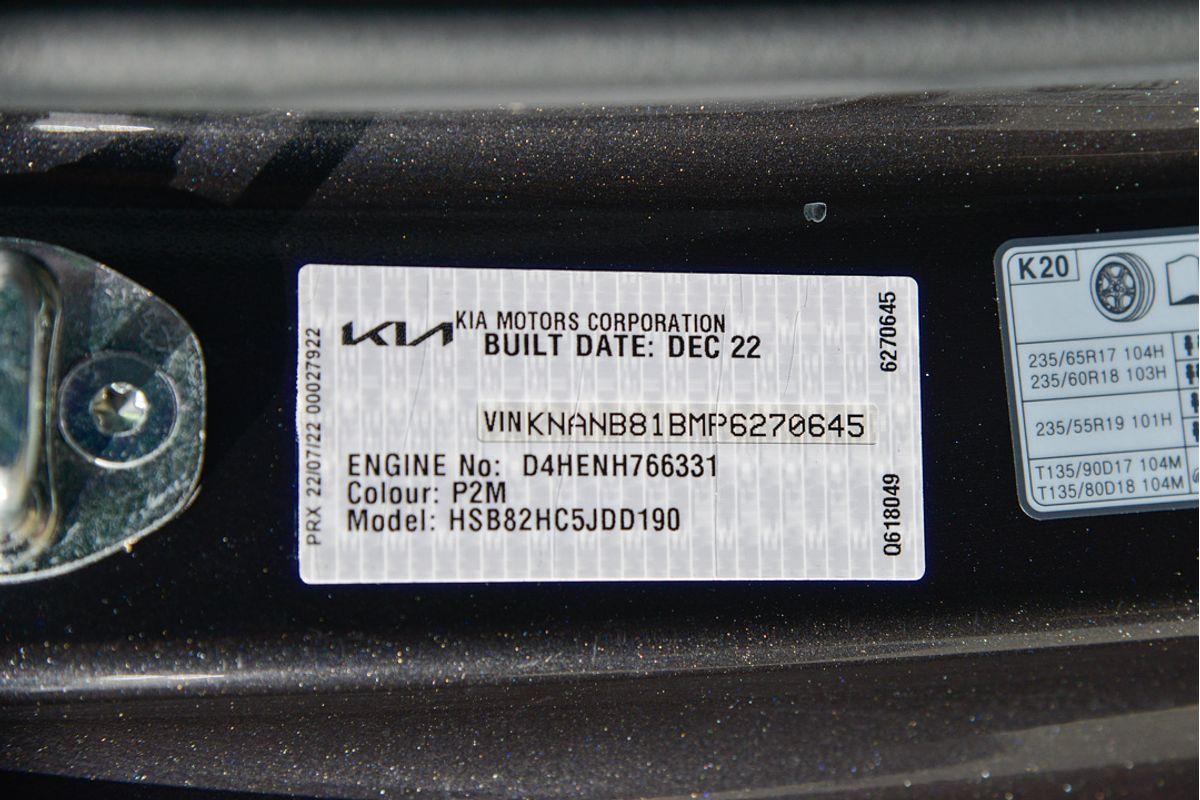 PRX 22/07/22 00027922
KIA
KIA MOTORS CORPORATION
BUILT DATE: DEC 22
VIN KNANB81BMP6270645
ENGINE No: D4HENH766331
Colour: P2M
Model: HSB82HC5JDD190
6270645
Q618049
K20
235/65R17 104H
235/60R18 103H
235/55R19 101H
T135/90D17 104M
T135/80D18 104M